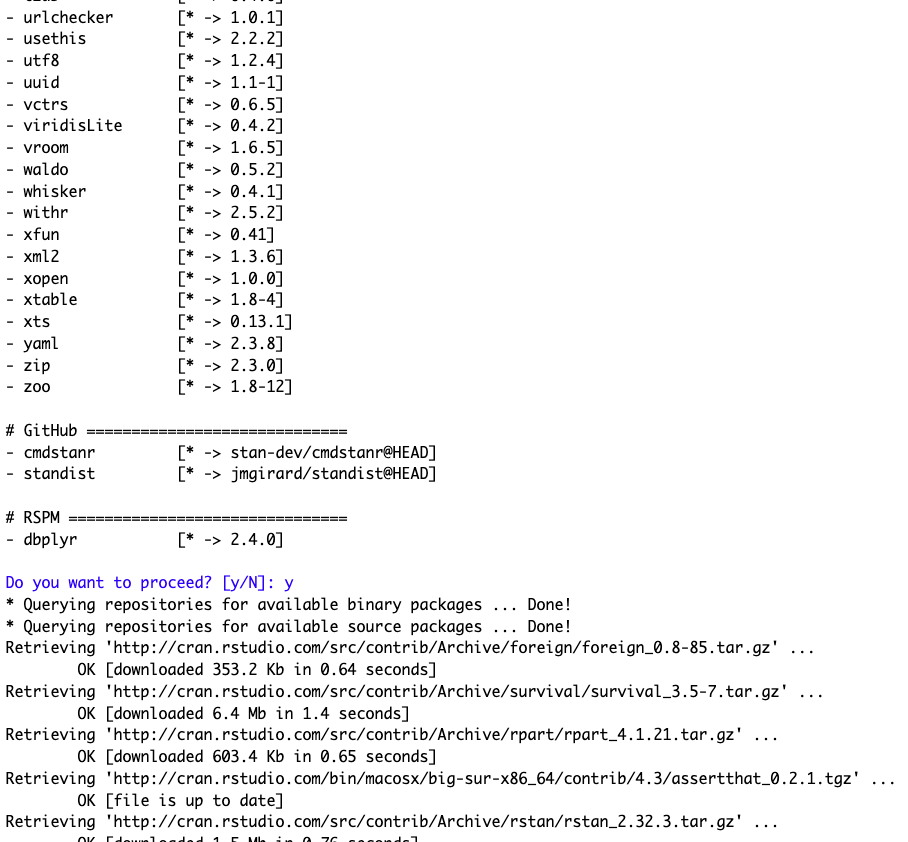 - urlchecker [* -> 1.0.1]
- usethis [* -> 2.2.2]
- utf8 [* -> 1.2.4]
- uuid [* -> 1.1-1]
- vctrs [* -> 0.6.5]
- viridisLite [* -> 0.4.2]
- vroom [* -> 1.6.5]
- waldo [* -> 0.5.2]
- whisker [* -> 0.4.1]
- withr [* -> 2.5.2]
- xfun [* -> 0.41]
- xml2 [* -> 1.3.6]
- xopen [* -> 1.0.0]
- xtable [* -> 1.8-4]
- xts [* -> 0.13.1]
- yaml [* -> 2.3.8]
- zip [* -> 2.3.0]
- zoo [* -> 1.8-12]
# GitHub =============================
- cmdstanr [* -> stan-dev/cmdstanr@HEAD]
- standist [* -> jmgirard/standist@HEAD]
# RSPM ===============================
- dbplyr [* -> 2.4.0]
Do you want to proceed? [y/N]: y
* Querying repositories for available binary packages ... Done!
* Querying repositories for available source packages ... Done!
Retrieving 'http://cran.rstudio.com/src/contrib/Archive/foreign/foreign_0.8-85.tar.gz' ...
OK [downloaded 353.2 Kb in 0.64 seconds]
Retrieving 'http://cran.rstudio.com/src/contrib/Archive/survival/survival_3.5-7.tar.gz' ...
OK [downloaded 6.4 Mb in 1.4 seconds]
Retrieving 'http://cran.rstudio.com/src/contrib/Archive/rpart/rpart_4.1.21.tar.gz' ...
OK [downloaded 603.4 Kb in 0.65 seconds]
Retrieving 'http://cran.rstudio.com/bin/macosx/big-sur-x86_64/contrib/4.3/assertthat_0.2.1.tgz' ...
OK [file is up to date]
Retrieving 'http://cran.rstudio.com/src/contrib/Archive/rstan/rstan_2.32.3.tar.gz' ...
OK [downloaded 1.5 Mb in 0.76 seconds]